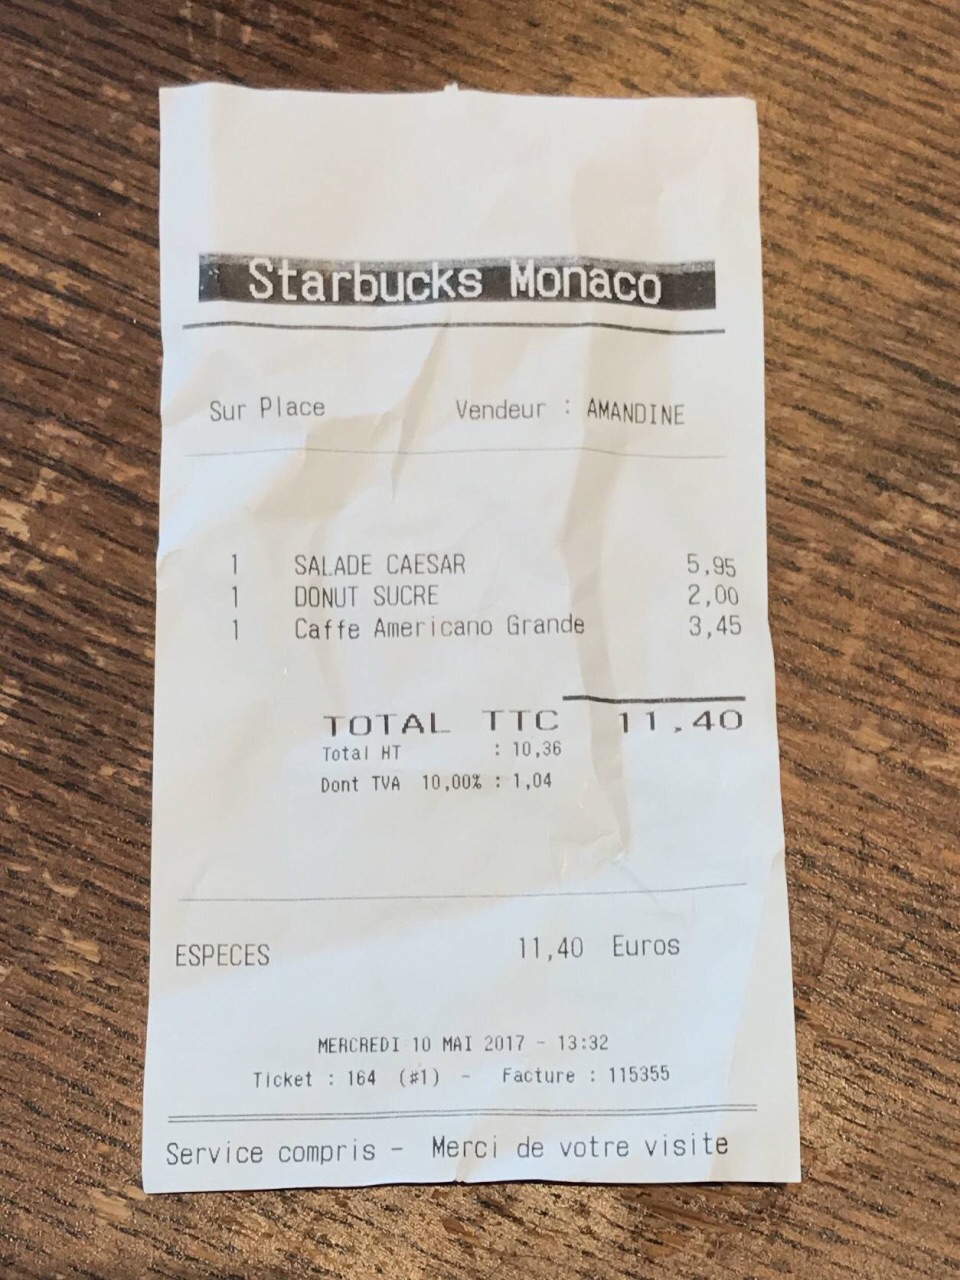 Starbucks Monaco
Sur Place Vendeur : AMANDINE
1 SALADE CAESAR 5,95
1 DONUT SUCRE 2,00
1 Caffe Americano Grande 3,45
TOTAL TTC 11,40
Total HT : 10,36
Dont TVA 10,00% : 1,04
ESPECES 11,40 Euros
MERCREDI 10 MAI 2017 - 13:32
Ticket : 164 (#1) - Facture : 115355
Service compris - Merci de votre visite